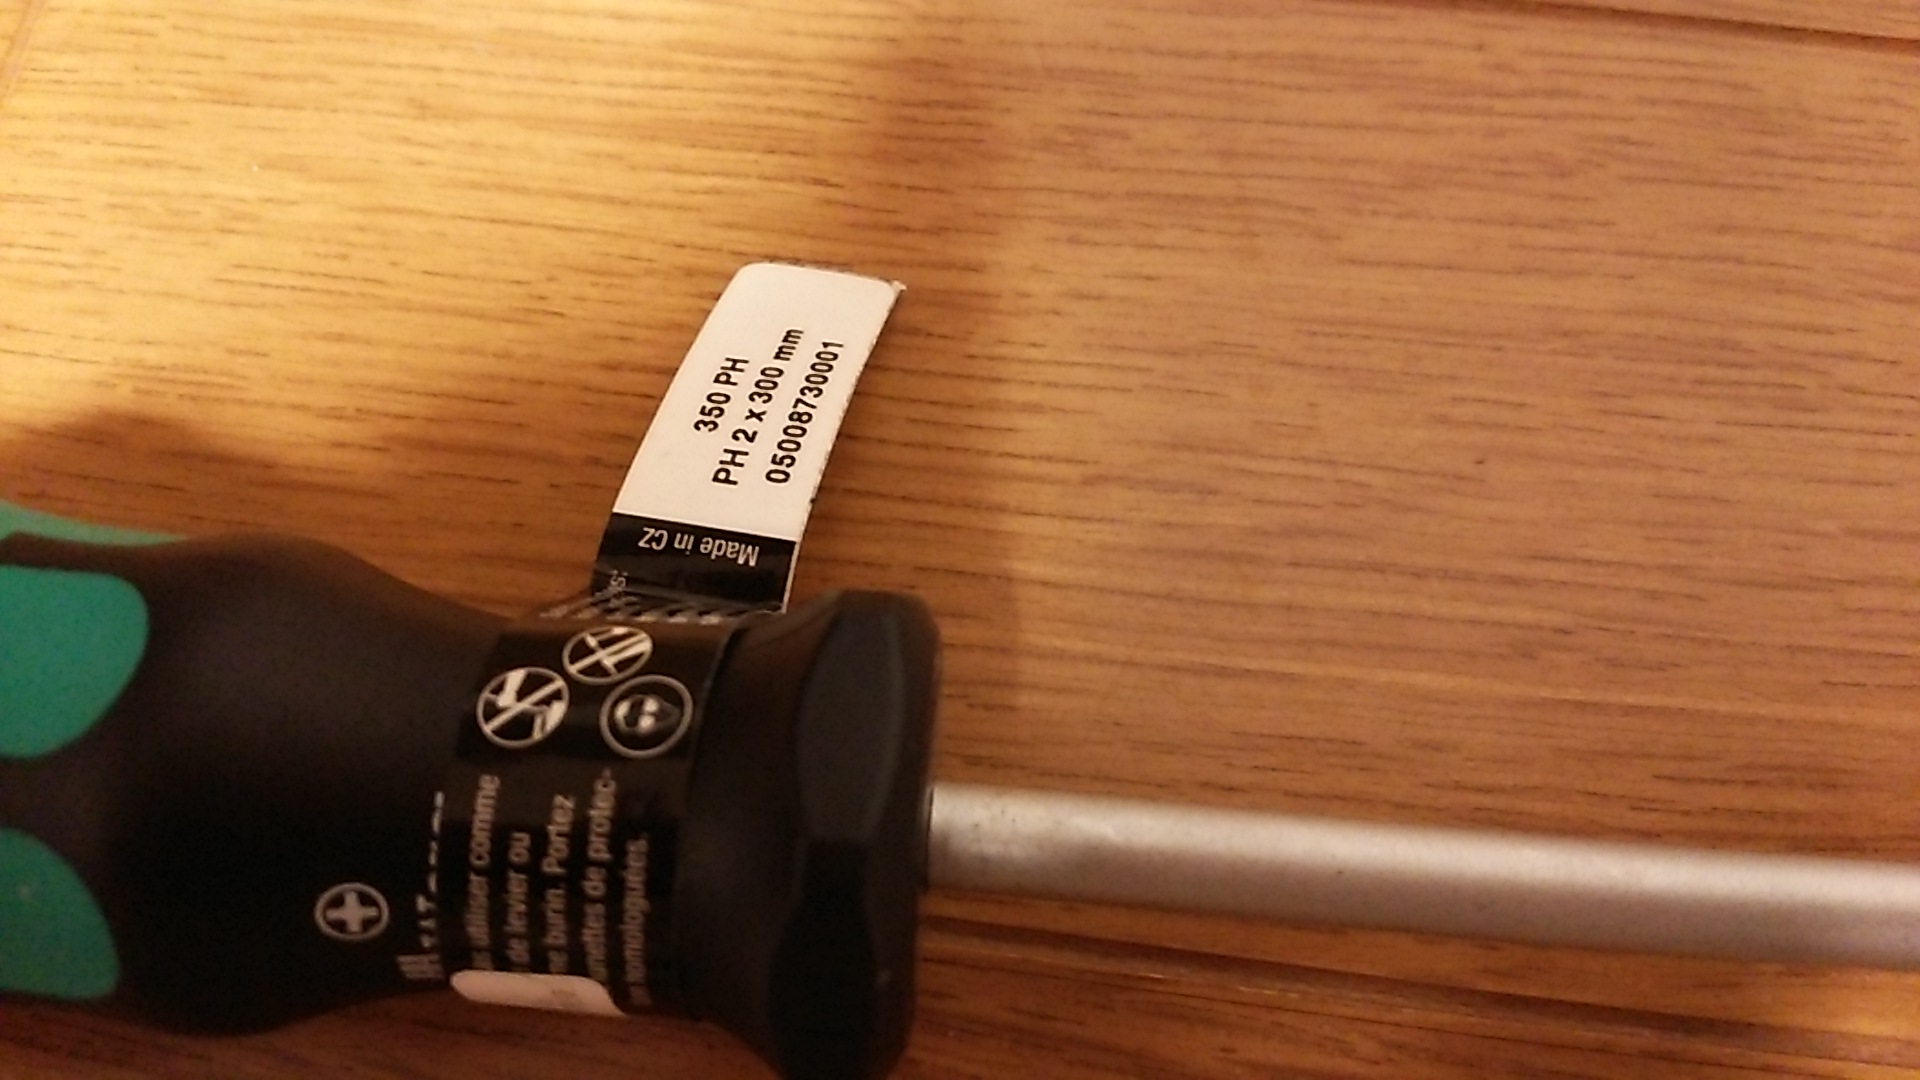 350 PH
PH 2 x 300 mm
05008730001
Made in CZ
utiliser comme
de levier ou
burin. Portez
de protec-
homologuées.